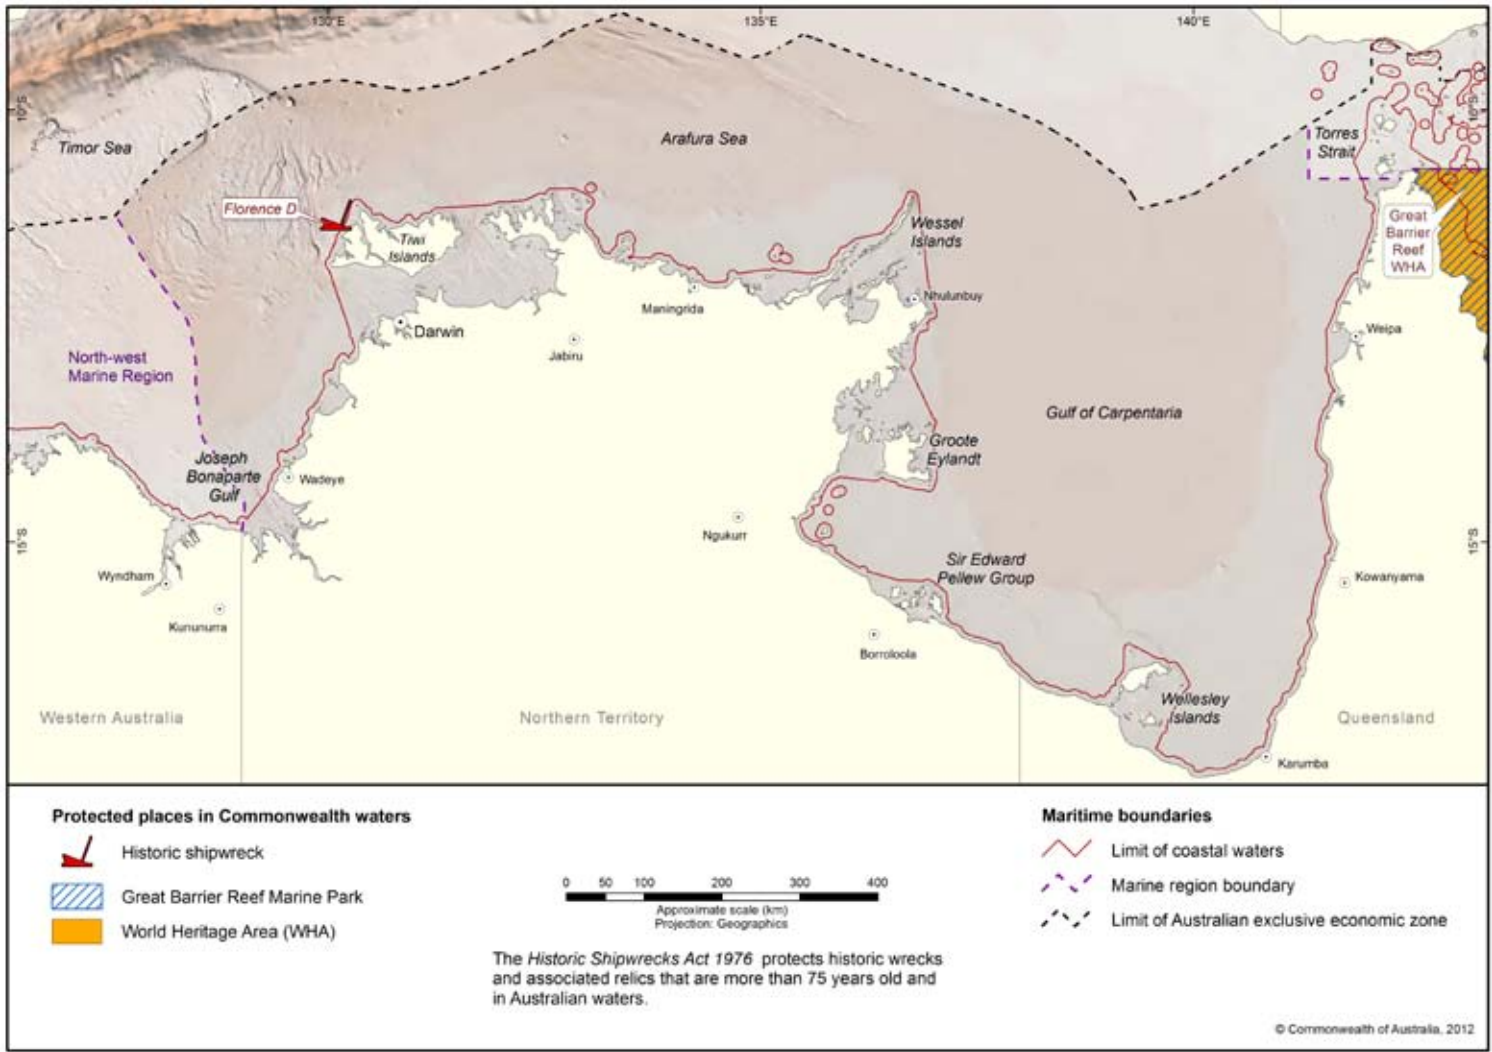 130°E
135°E
140°E
10°S
10°S
Timor Sea
Arafura Sea
Torres
Strait
Florence D
Tiwi
Islands
Wessel
Islands
Great
Barrier
Reef
WHA
Maningrida
Nhulunbuy
Darwin
Jabiru
Weipa
North-west
Marine Region
Gulf of Carpentaria
Groote
Eylandt
Joseph
Bonaparte
Gulf
Wadeye
Ngukurr
15°S
15°S
Sir Edward
Pellew Group
Wyndham
Kowanyama
Kununurra
Borroloola
Wellesley
Islands
Western Australia
Northern Territory
Queensland
Karumba
Protected places in Commonwealth waters
Historic shipwreck
Great Barrier Reef Marine Park
World Heritage Area (WHA)
0 50 100 200 300 400
Approximate scale (km)
Projection: Geographics
The Historic Shipwrecks Act 1976 protects historic wrecks
and associated relics that are more than 75 years old and
in Australian waters.
Maritime boundaries
Limit of coastal waters
Marine region boundary
Limit of Australian exclusive economic zone
© Commonwealth of Australia, 2012